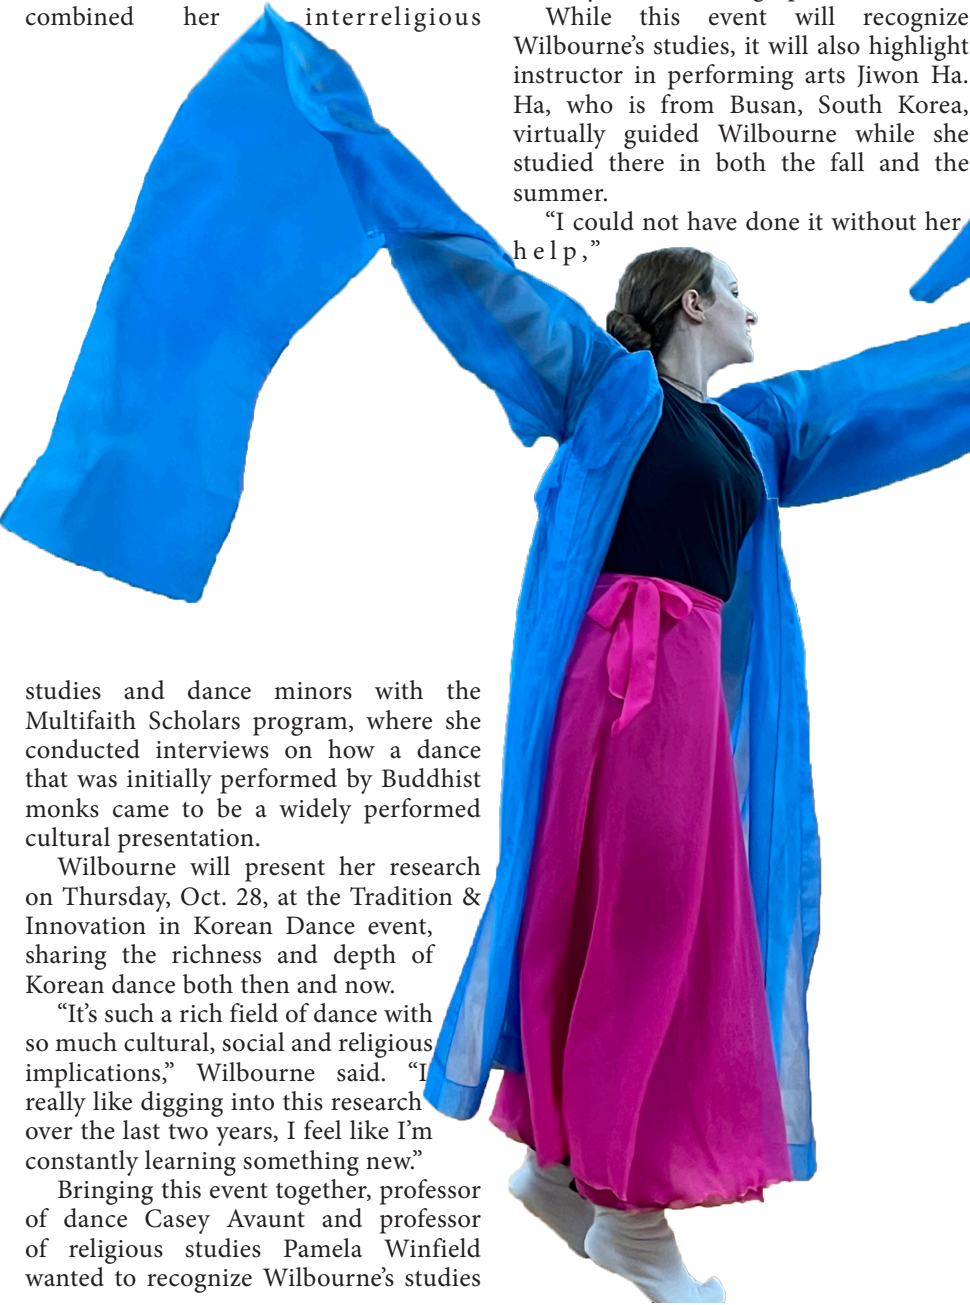 combined her interreligious
studies and dance minors with the
Multifaith Scholars program, where she
conducted interviews on how a dance
that was initially performed by Buddhist
monks came to be a widely performed
cultural presentation.
Wilbourne will present her research
on Thursday, Oct. 28, at the Tradition &
Innovation in Korean Dance event,
sharing the richness and depth of
Korean dance both then and now.
“It’s such a rich field of dance with
so much cultural, social and religious
implications,” Wilbourne said. “I
really like digging into this research
over the last two years, I feel like I’m
constantly learning something new.”
Bringing this event together, professor
of dance Casey Avaunt and professor
of religious studies Pamela Winfield
wanted to recognize Wilbourne’s studies
While this event will recognize
Wilbourne’s studies, it will also highlight
instructor in performing arts Jiwon Ha.
Ha, who is from Busan, South Korea,
virtually guided Wilbourne while she
studied there in both the fall and the
summer.
“I could not have done it without her
help,”